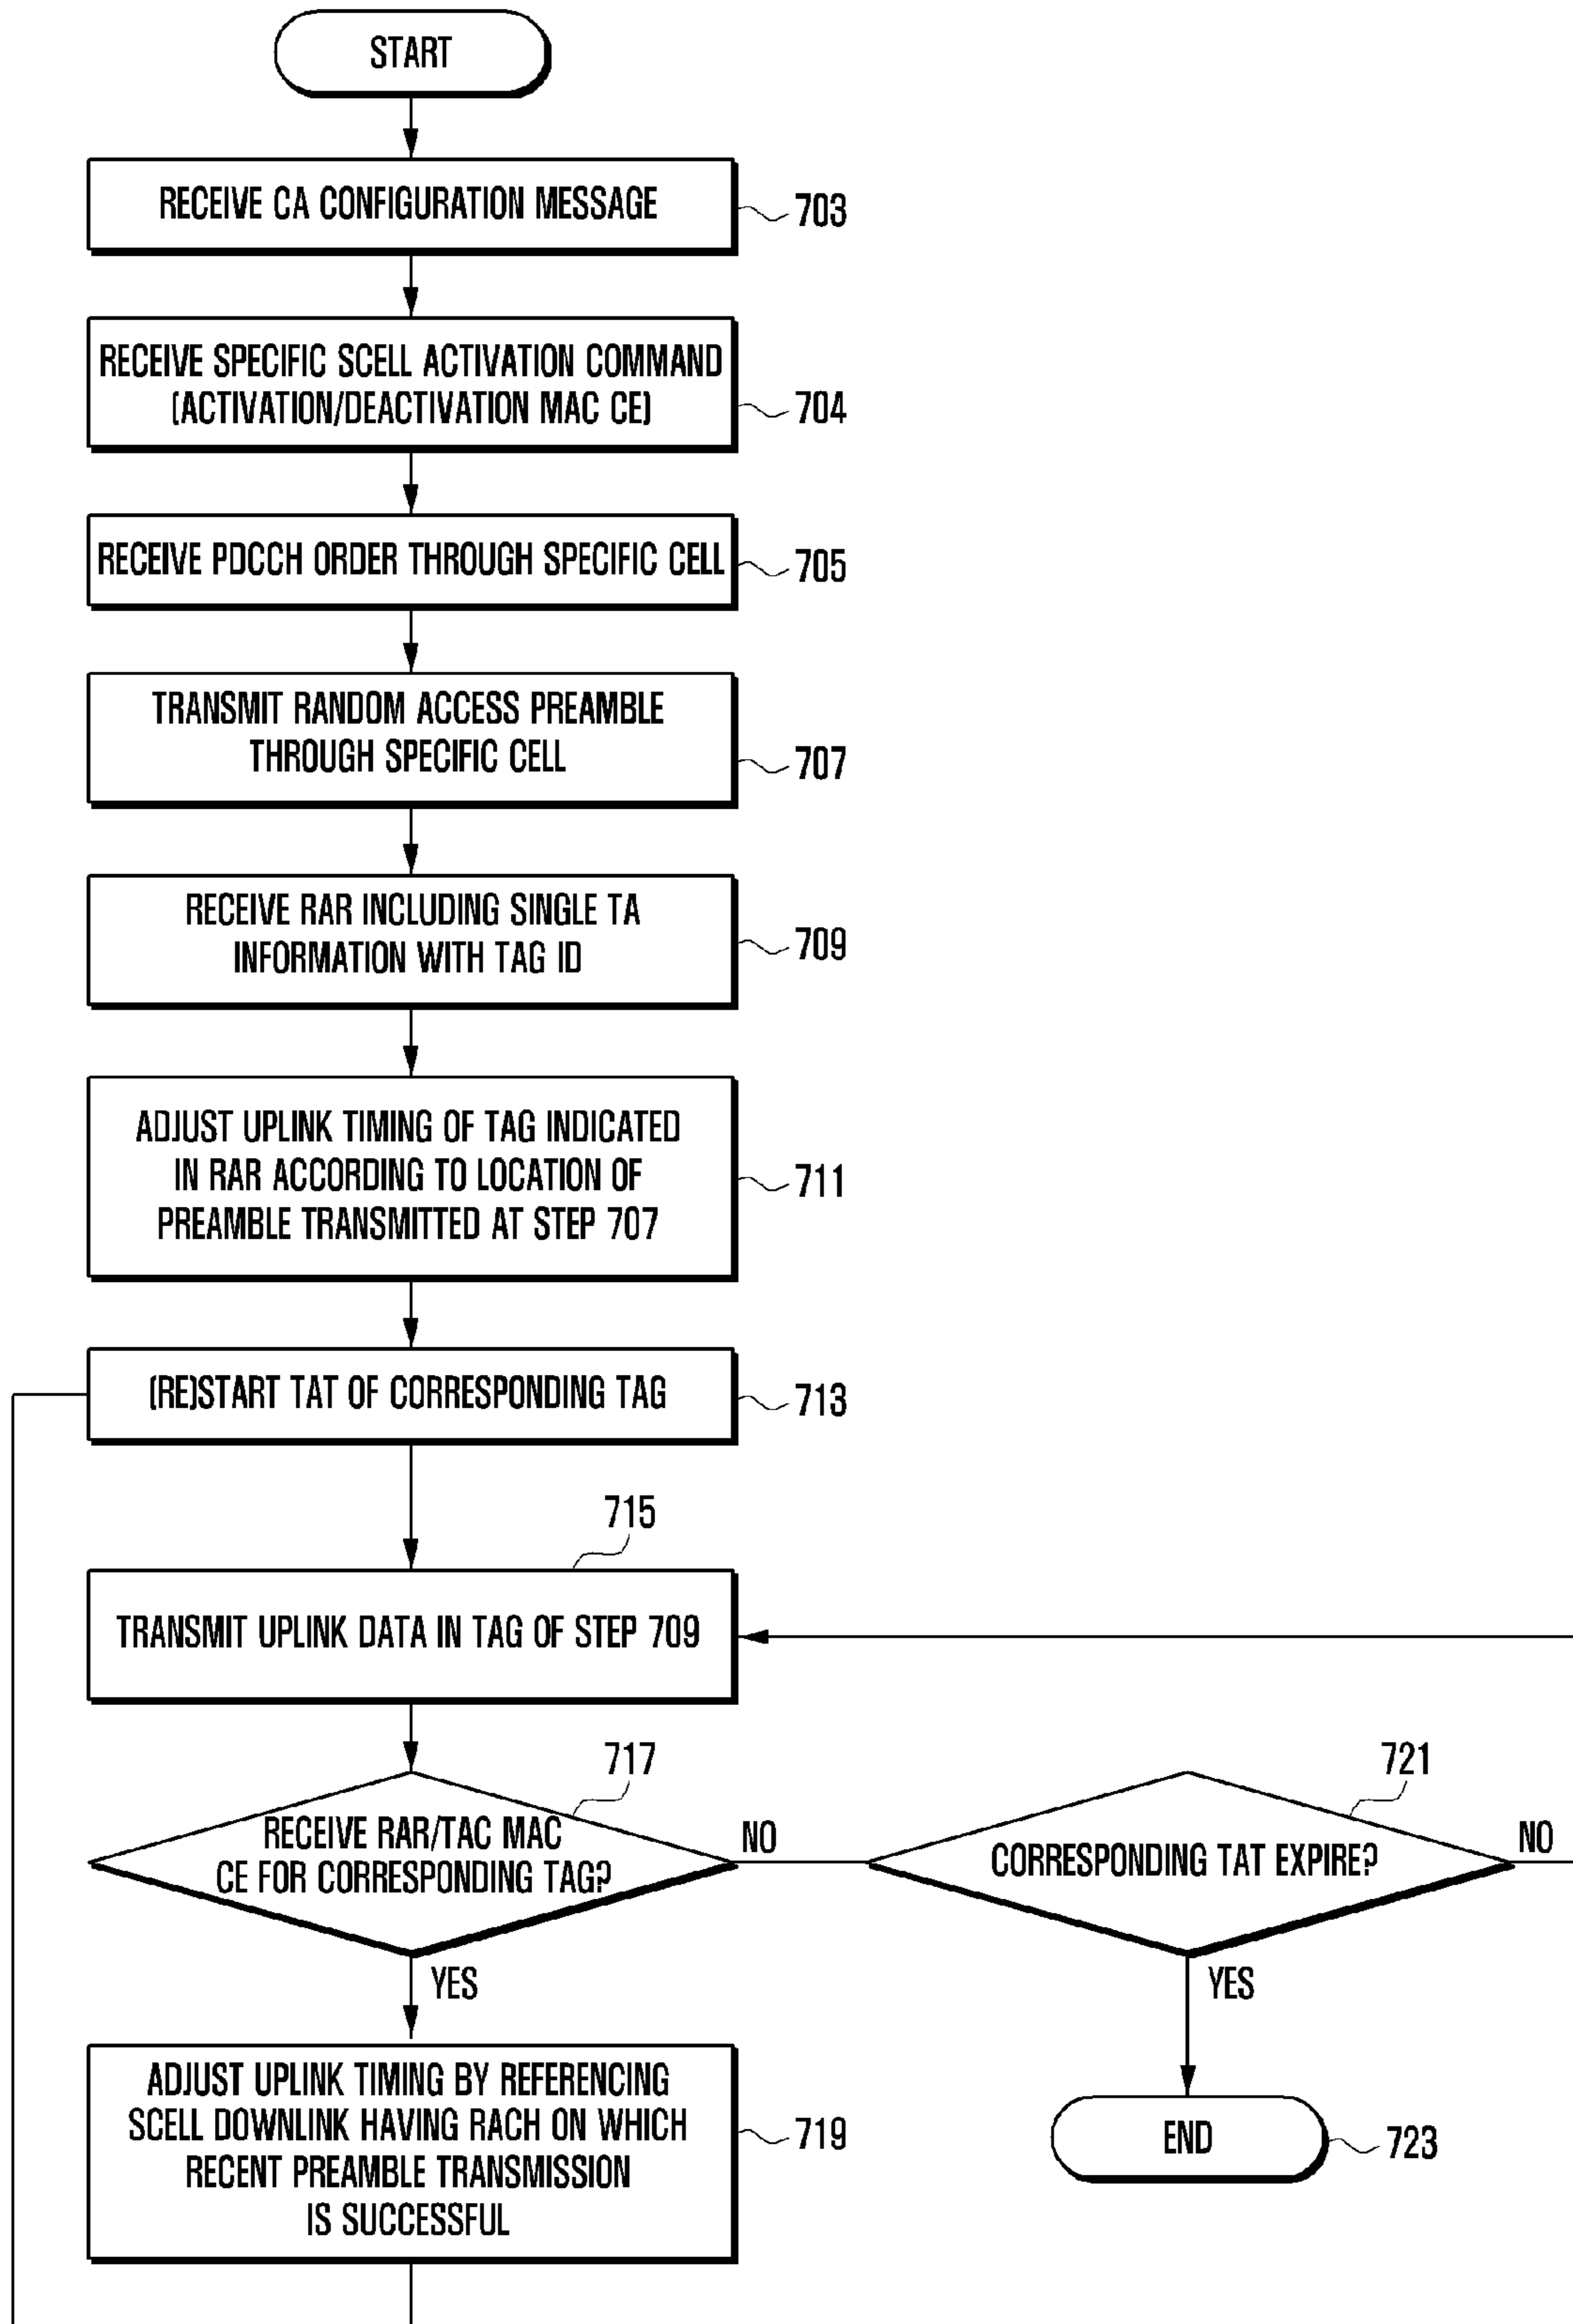 START
RECEIVE CA CONFIGURATION MESSAGE
703
RECEIVE SPECIFIC SCELL ACTIVATION COMMAND
(ACTIVATION/DEACTIVATION MAC CE)
704
RECEIVE PDCCH ORDER THROUGH SPECIFIC CELL
705
TRANSMIT RANDOM ACCESS PREAMBLE
THROUGH SPECIFIC CELL
707
RECEIVE RAR INCLUDING SINGLE TA
INFORMATION WITH TAG ID
709
ADJUST UPLINK TIMING OF TAG INDICATED
IN RAR ACCORDING TO LOCATION OF
PREAMBLE TRANSMITTED AT STEP 707
711
(RE)START TAT OF CORRESPONDING TAG
713
715
TRANSMIT UPLINK DATA IN TAG OF STEP 709
717
RECEIVE RAR/TAC MAC
CE FOR CORRESPONDING TAG?
NO
721
CORRESPONDING TAT EXPIRE?
NO
YES
YES
ADJUST UPLINK TIMING BY REFERENCING
SCELL DOWNLINK HAVING RACH ON WHICH
RECENT PREAMBLE TRANSMISSION
IS SUCCESSFUL
719
END
723